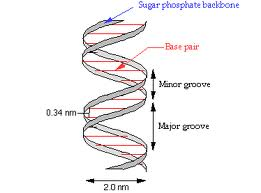 Sugar phosphate backbone
Base pair
Minor groove
0.34 nm
Major groove
2.0 nm